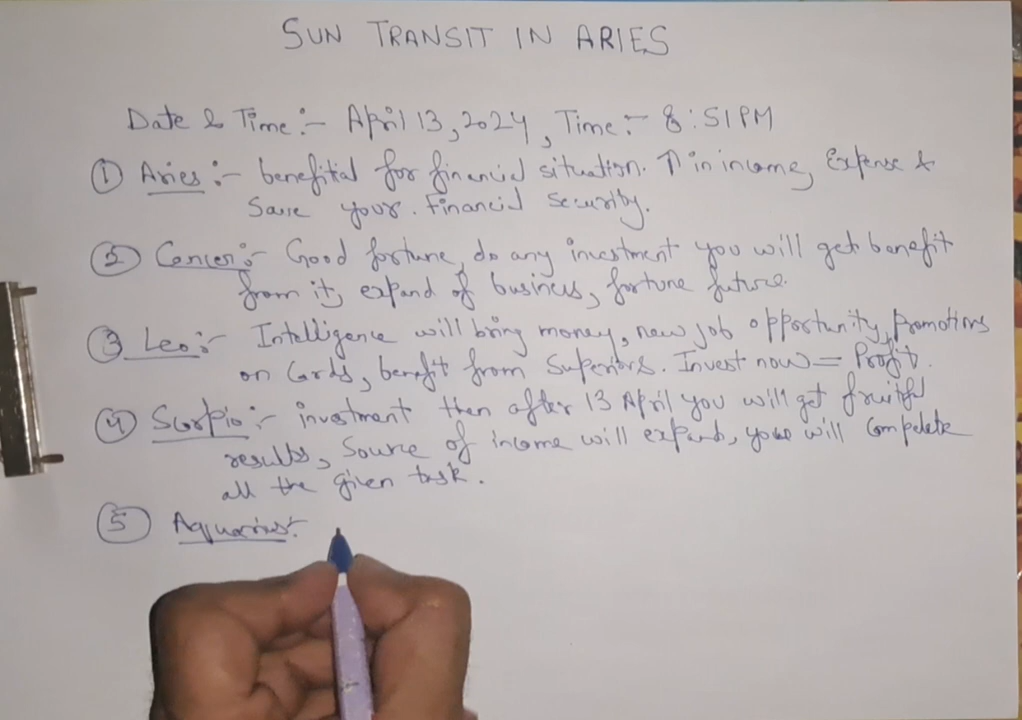 SUN TRANSIT IN ARIES
Date & Time:- April 13, 2024, Time:- 8:51PM
① Aries:- benefitial for financial situation. ↑ in income, Expense &
Save your. Financial Security.
② Cancer:- Good fortune, do any investment you will get benefit
from it, expand of business, fortune future.
③ Leo:- Intelligence will bring money, new job opportunity, promotions
on Cards, benefit from Superiors. Invest now = Profit.
④ Scorpio:- investment then after 13 April you will get fruitful
results, Source of income will expand, you will Compelete
all the given task.
⑤ Aquarius:-